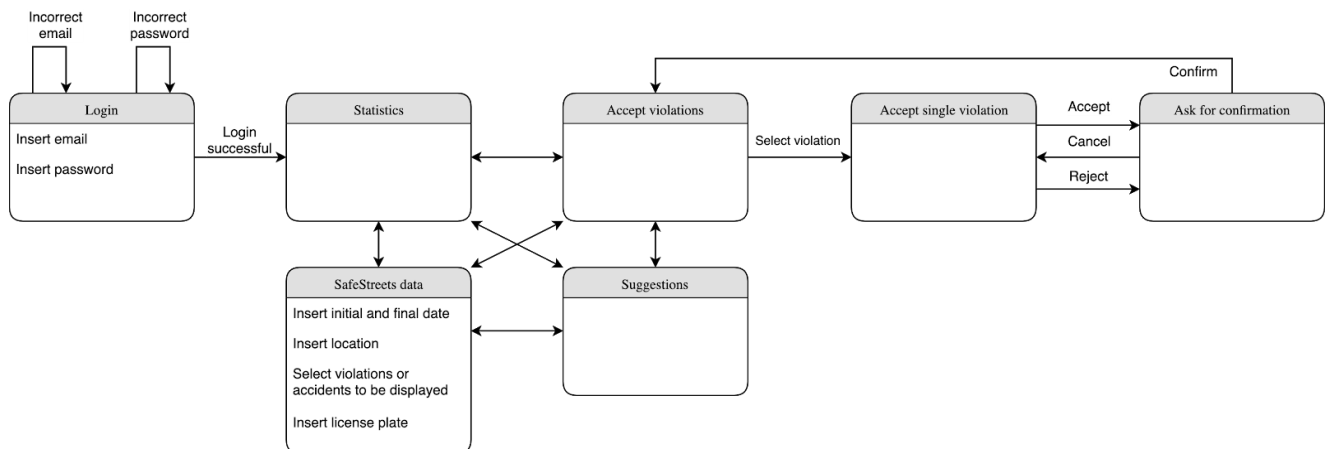 Incorrect
email
Incorrect
password
Confirm
Login
Statistics
Accept violations
Accept single violation
Accept
Ask for confirmation
Insert email
Insert password
Login
successful
Select violation
Cancel
Reject
SafeStreets data
Suggestions
Insert initial and final date
Insert location
Select violations or
accidents to be displayed
Insert license plate